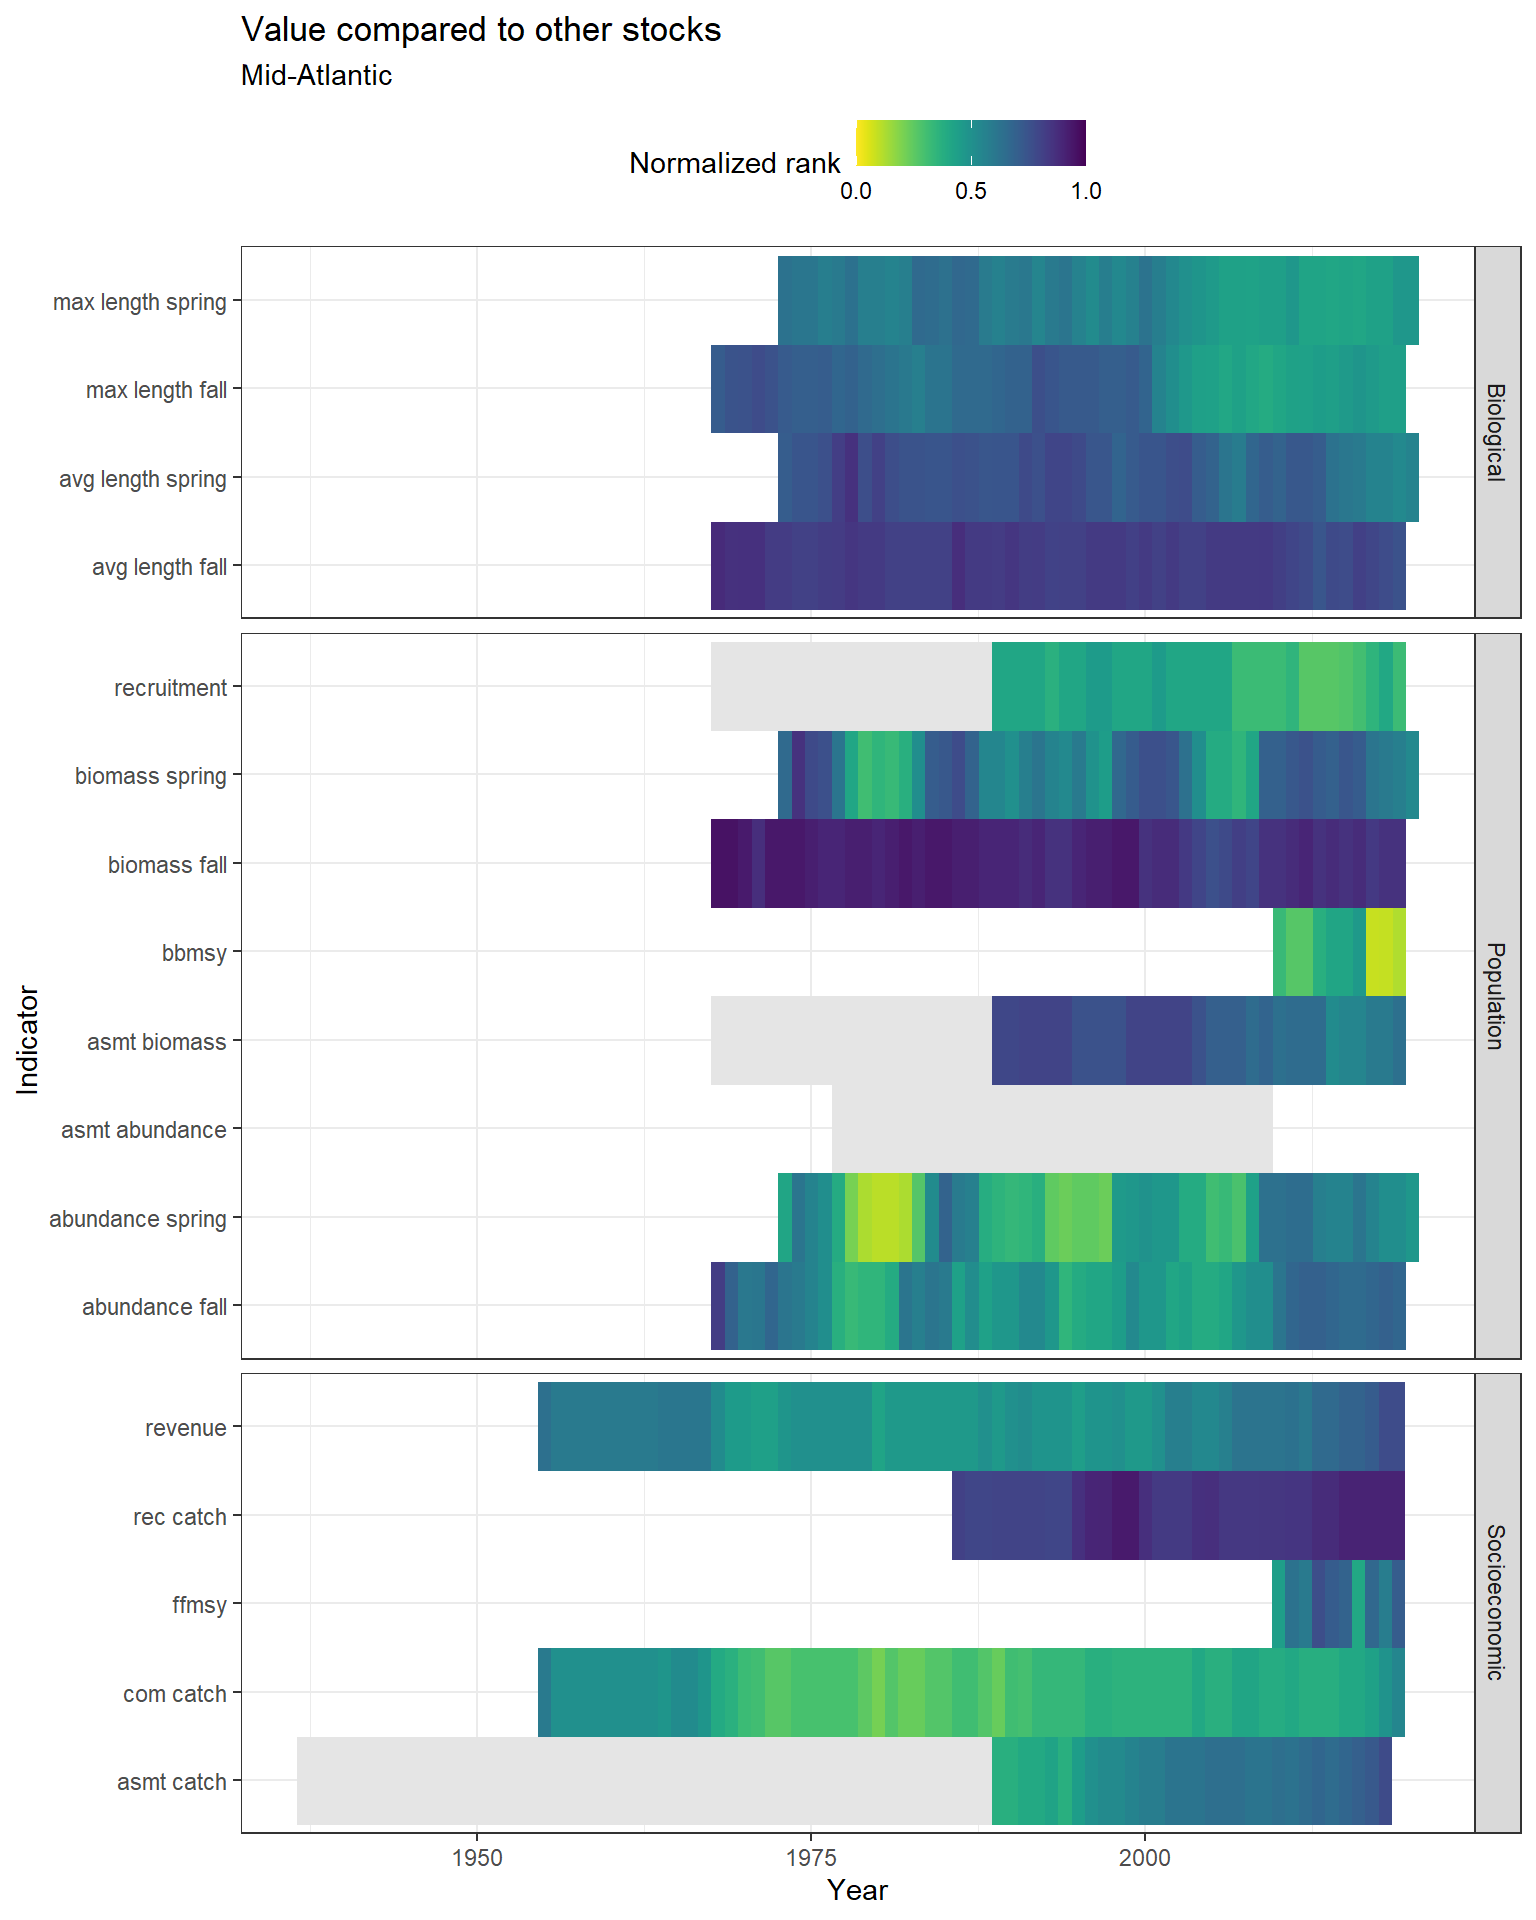 Value compared to other stocks
Mid-Atlantic
Normalized rank
0.0 0.5 1.0
max length spring
max length fall
avg length spring
avg length fall
Biological
recruitment
biomass spring
biomass fall
bbmsy
asmt biomass
asmt abundance
abundance spring
abundance fall
Population
Indicator
revenue
rec catch
ffmsy
com catch
asmt catch
Socioeconomic
1950 1975 2000
Year